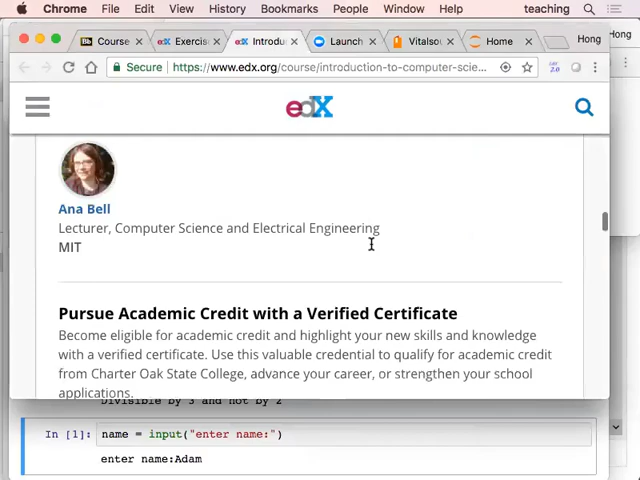 Chrome File Edit View History Bookmarks People Window Help teaching
Course Exercis Introdu Launch Vitalsou Home Hong
Hong
Secure https://www.edx.org/course/introduction-to-computer-scie...
edX
Ana Bell
Lecturer, Computer Science and Electrical Engineering
MIT
Pursue Academic Credit with a Verified Certificate
Become eligible for academic credit and highlight your new skills and knowledge
with a verified certificate. Use this valuable credential to qualify for academic credit
from Charter Oak State College, advance your career, or strengthen your school
applications.
Divisible by 3 and not by 2
In [1]: name = input("enter name:")
enter name:Adam